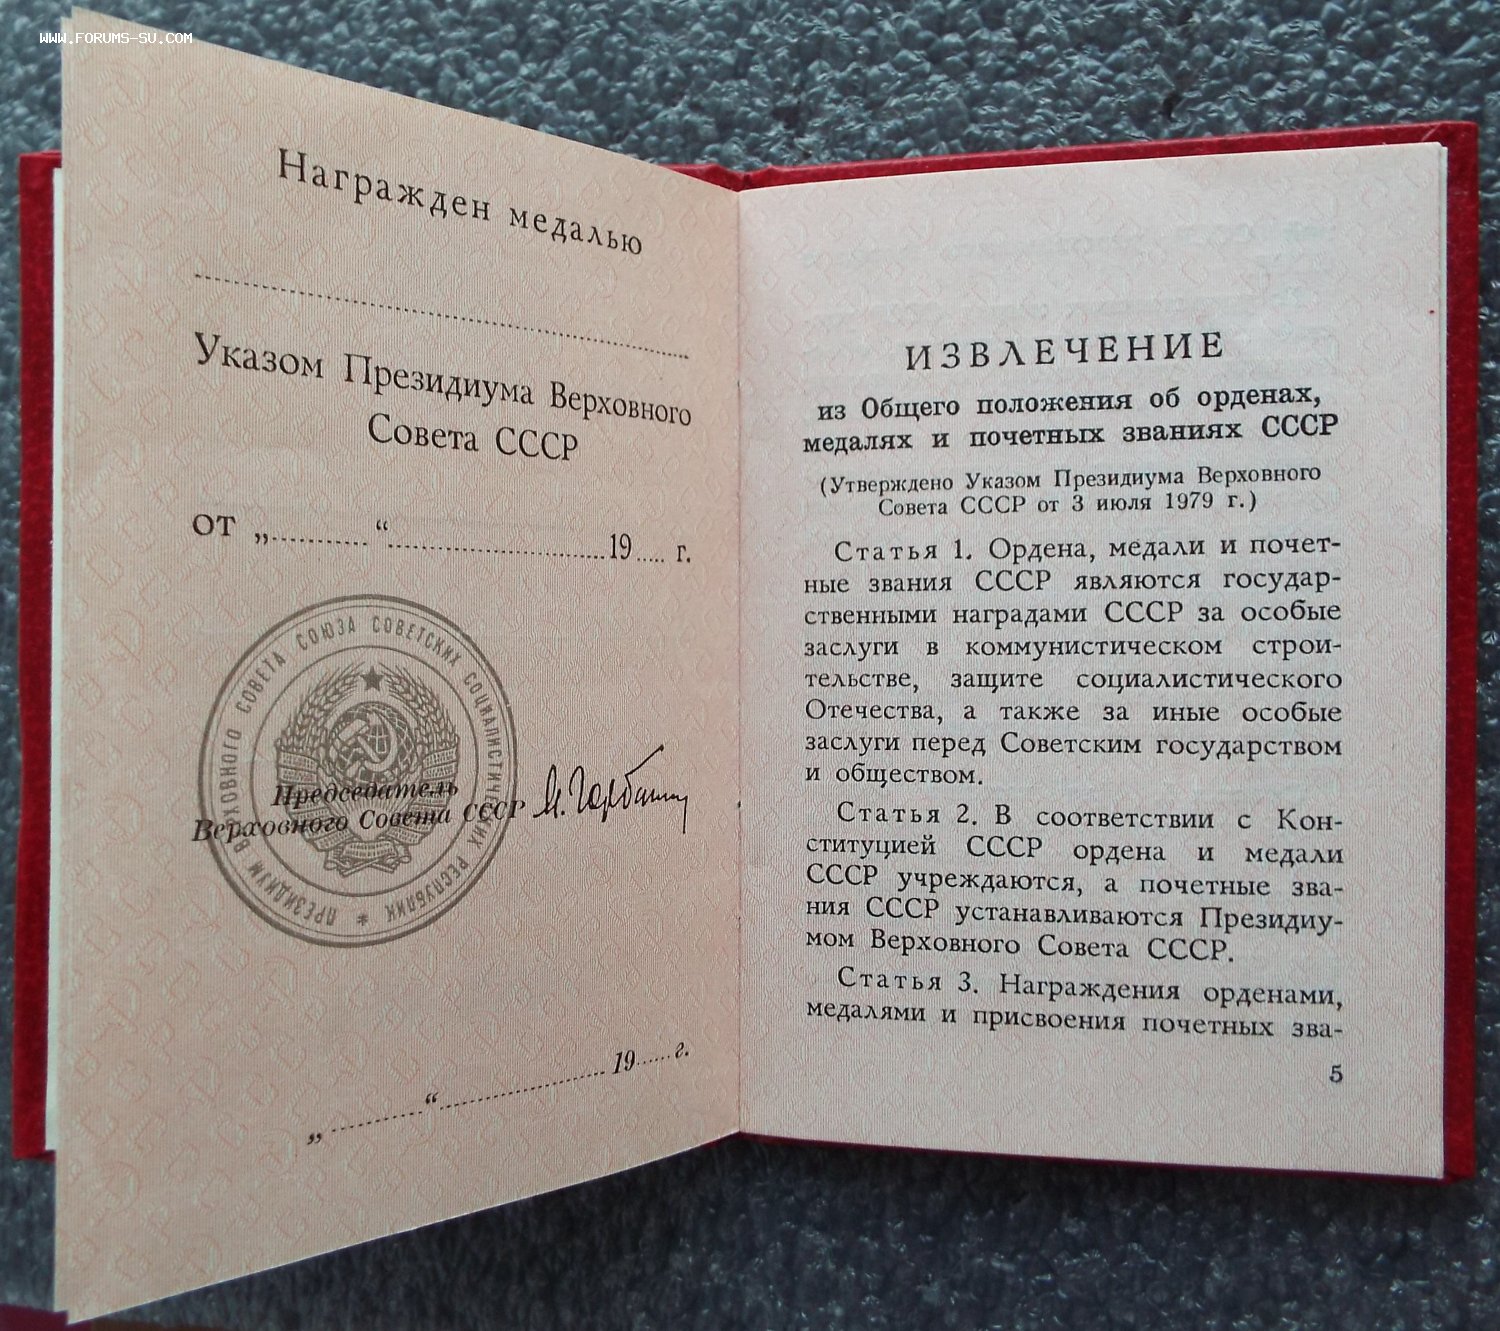 WWW.FORUMS-SU.COM
Награжден медалью
Указом Президиума Верховного
Совета СССР
от „............“..........................19..... г.
ПРЕЗИДИУМ ВЕРХОВНОГО СОВЕТА СОЮЗА СОВЕТСКИХ СОЦИАЛИСТИЧЕСКИХ РЕСПУБЛИК *
Председатель
Верховного Совета СССР М. Горбачев
„............“......................19...... г.
ИЗВЛЕЧЕНИЕ
из Общего положения об орденах,
медалях и почетных званиях СССР
(Утверждено Указом Президиума Верховного
Совета СССР от 3 июля 1979 г.)
Статья 1. Ордена, медали и почет-
ные звания СССР являются государ-
ственными наградами СССР за особые
заслуги в коммунистическом строи-
тельстве, защите социалистического
Отечества, а также за иные особые
заслуги перед Советским государством
и обществом.
Статья 2. В соответствии с Кон-
ституцией СССР ордена и медали
СССР учреждаются, а почетные зва-
ния СССР устанавливаются Президиу-
мом Верховного Совета СССР.
Статья 3. Награждения орденами,
медалями и присвоения почетных зва-
5